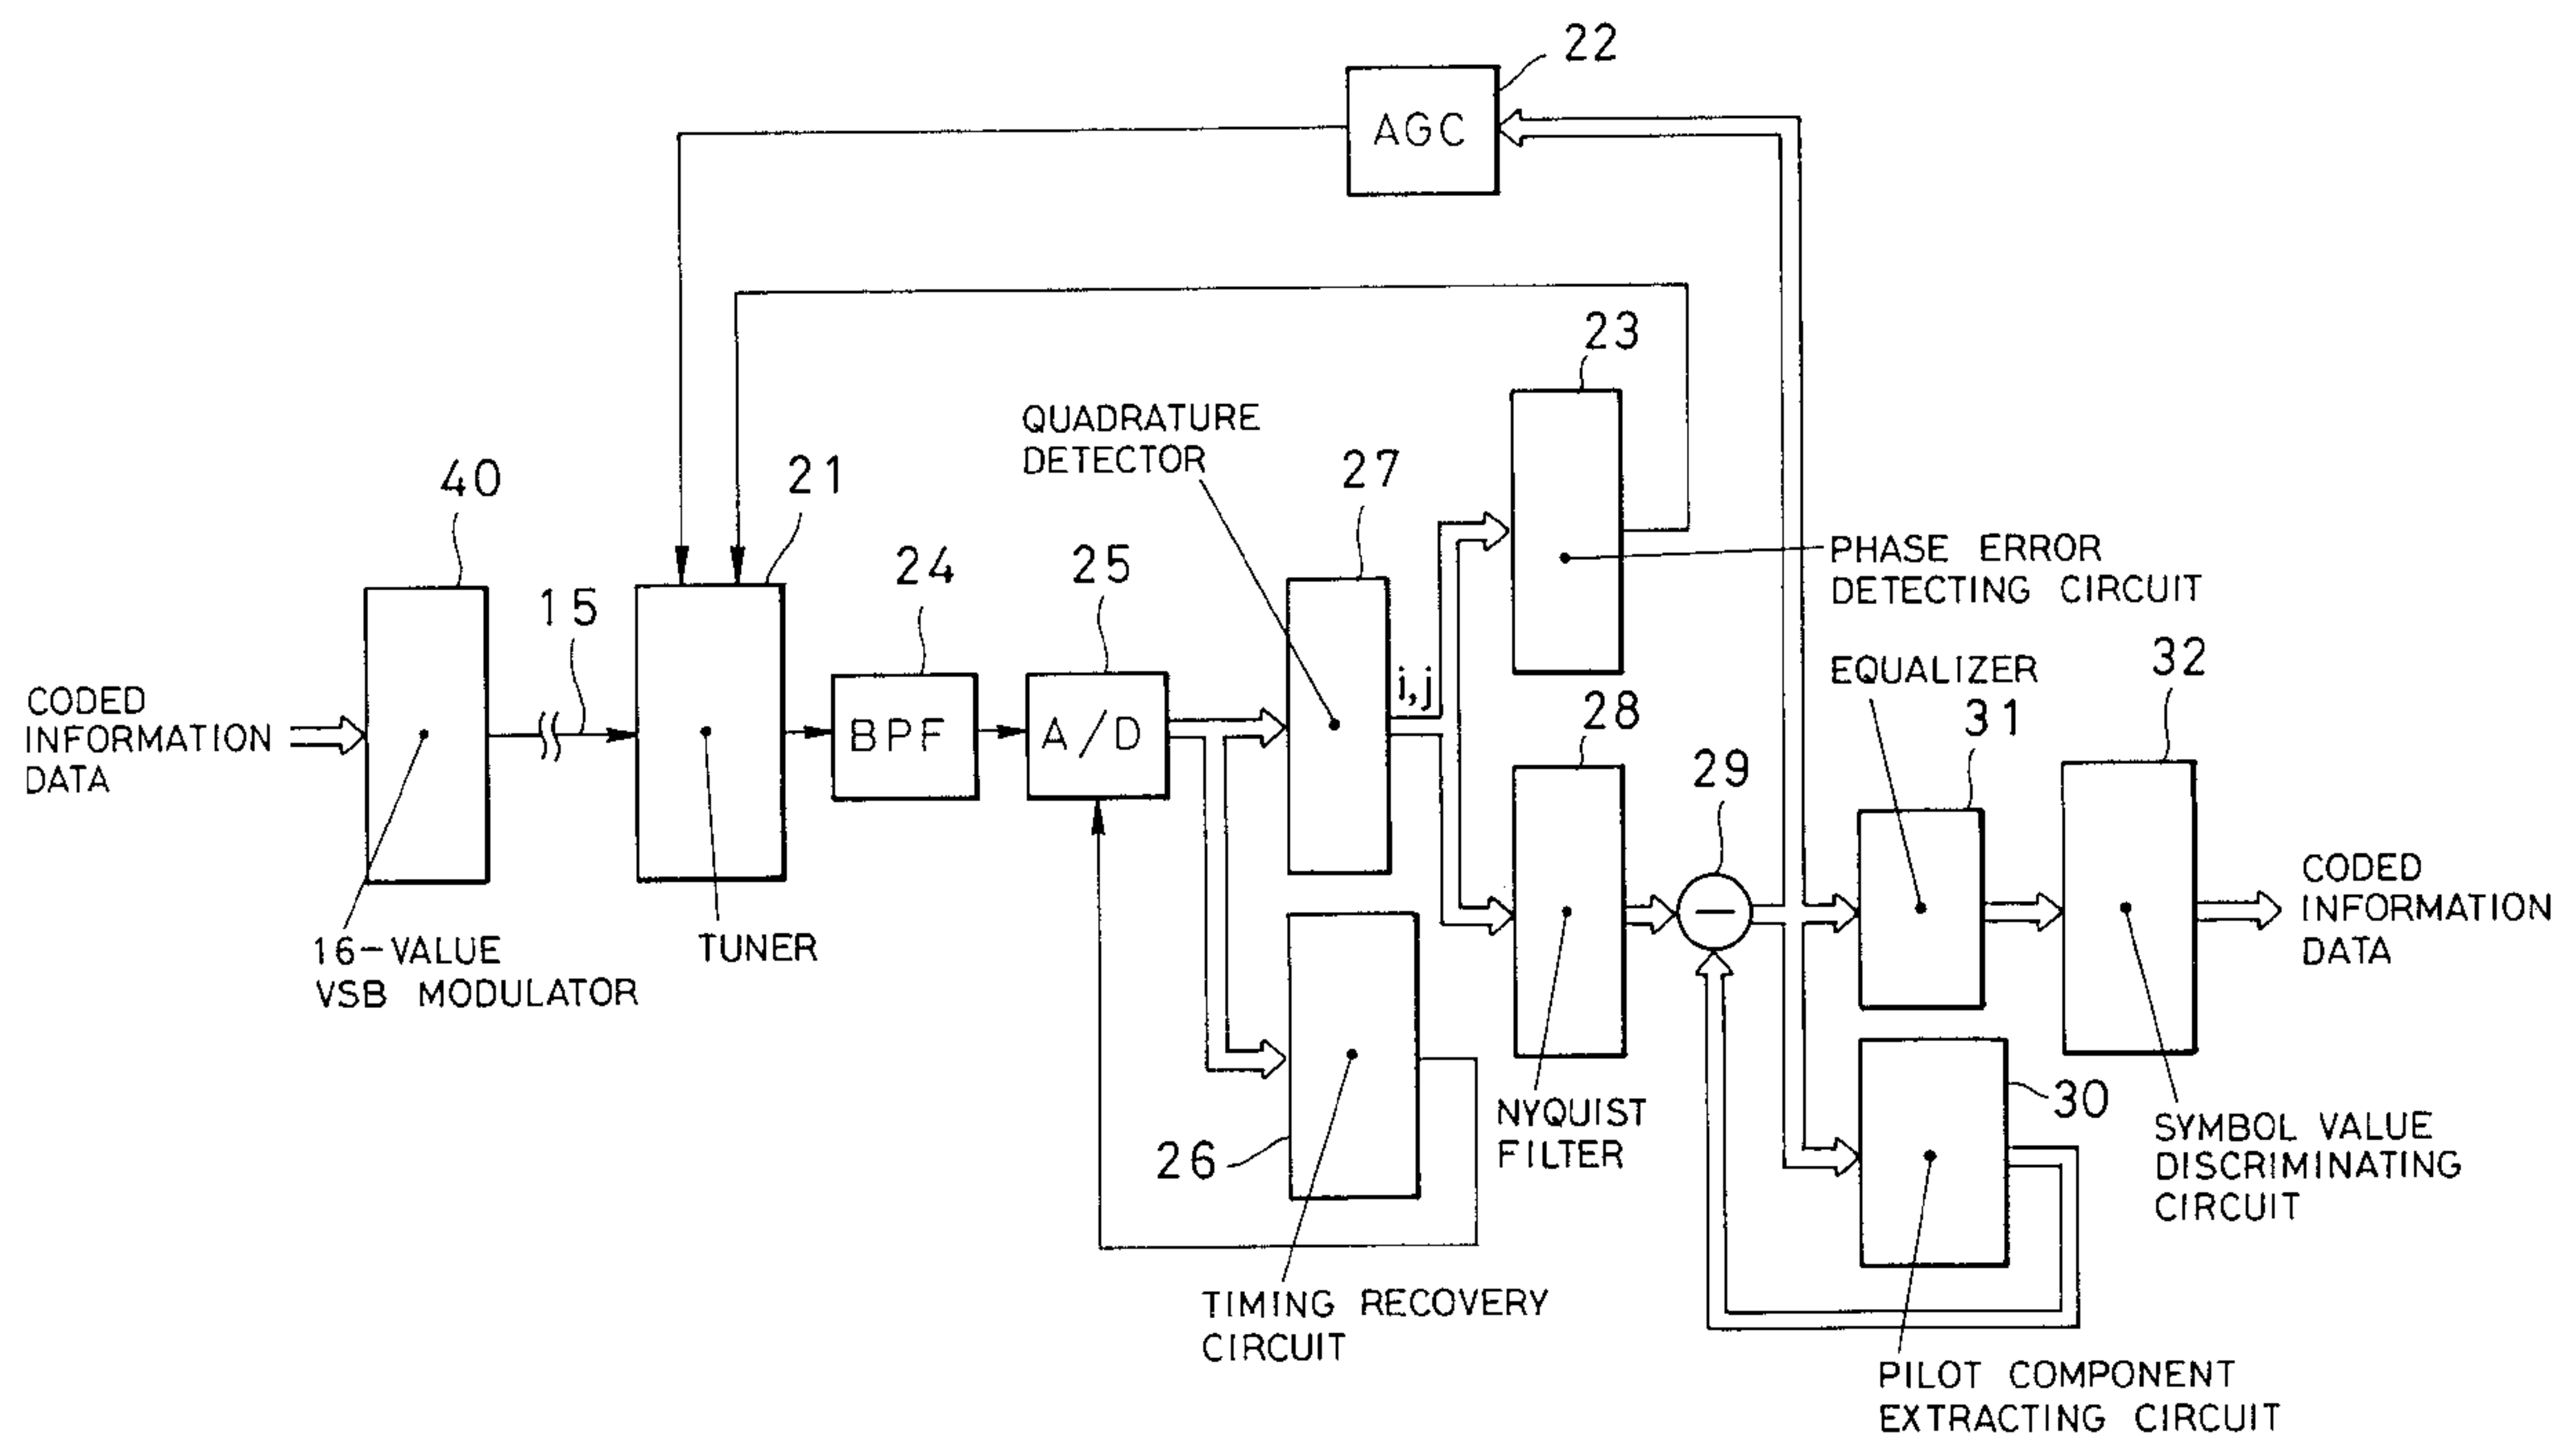 22
AGC
23
QUADRATURE
DETECTOR
27
40
21
24
25
15
PHASE ERROR
DETECTING CIRCUIT
EQUALIZER
32
31
i,j
28
29
CODED
INFORMATION
DATA
BPF
A/D
16-VALUE
VSB MODULATOR
TUNER
CODED
INFORMATION
DATA
26
NYQUIST
FILTER
30
SYMBOL VALUE
DISCRIMINATING
CIRCUIT
TIMING RECOVERY
CIRCUIT
PILOT COMPONENT
EXTRACTING CIRCUIT